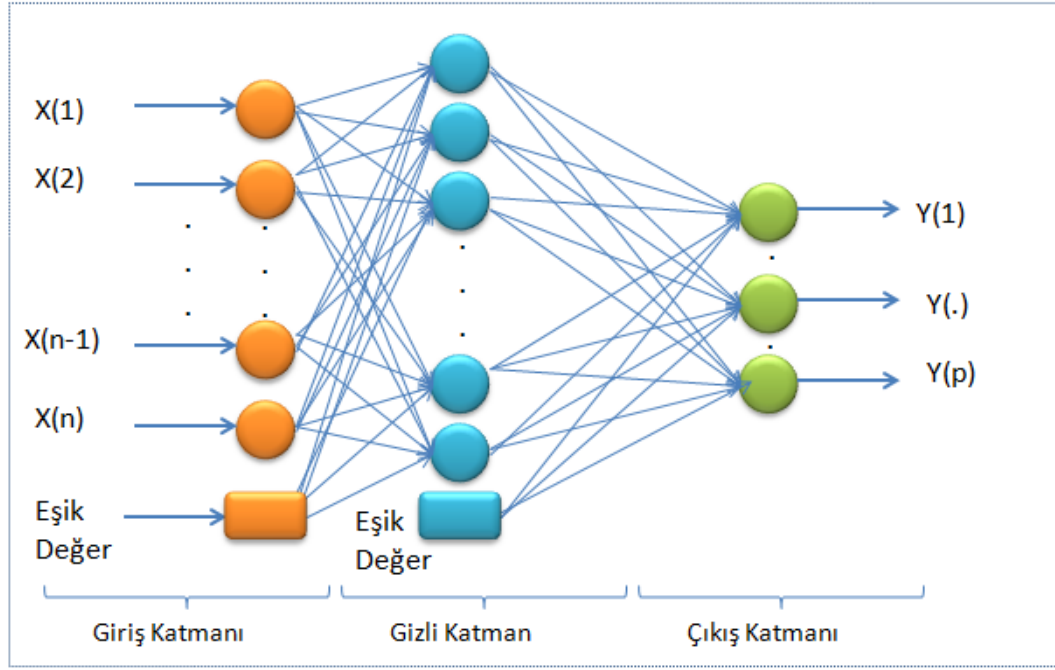 X(1)
X(2)
X(n-1)
X(n)
Eşik
Değer
Eşik
Değer
Y(1)
Y(.)
Y(p)
Giriş Katmanı
Gizli Katman
Çıkış Katmanı